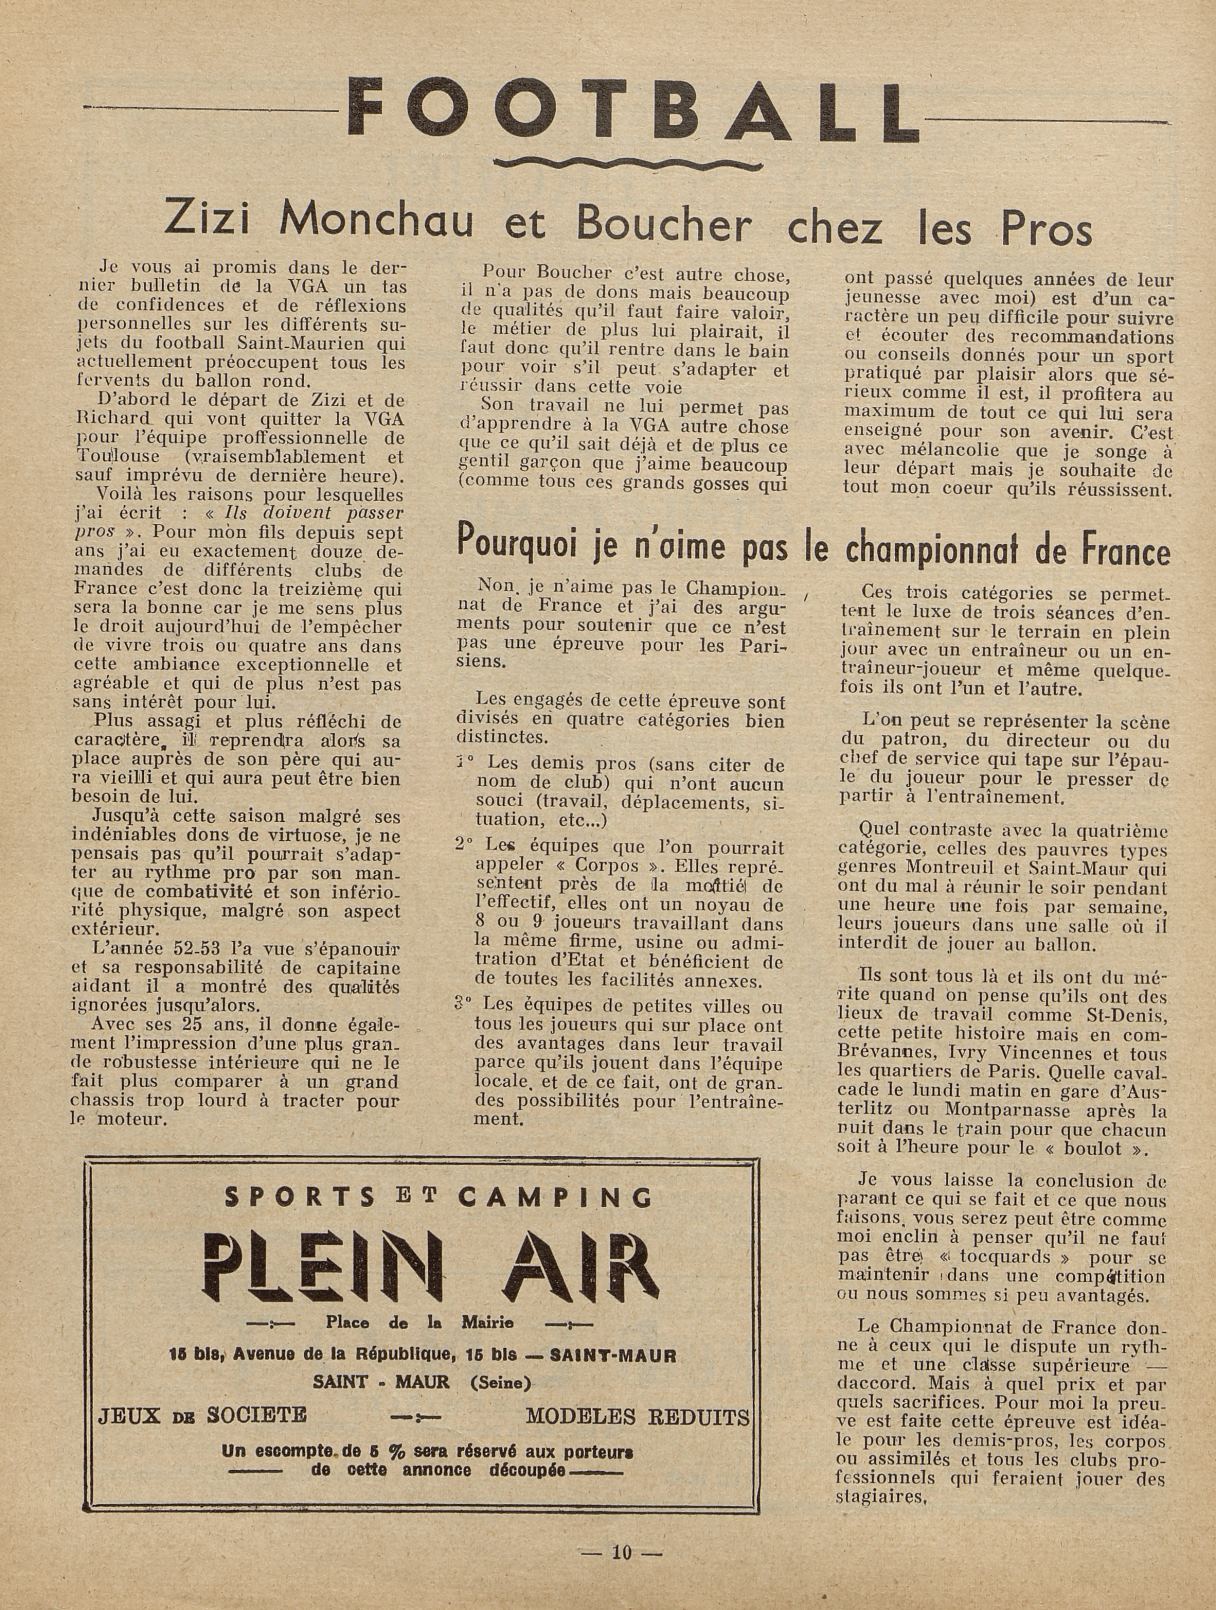 FOOTBALL
Zizi Monchau et Boucher chez les Pros
Je vous ai promis dans le der-
nier bulletin de la VGA un tas
de confidences et de réflexions
personnelles sur les différents su-
jets du football Saint-Maurien qui
actuellement préoccupent tous les
fervents du ballon rond.
D'abord le départ de Zizi et de
Richard qui vont quitter la VGA
pour l'équipe proffessionnelle de
Toulouse (vraisemblablement et
sauf imprévu de dernière heure).
Voilà les raisons pour lesquelles
j'ai écrit : « Ils doivent passer
pros ». Pour mon fils depuis sept
ans j'ai eu exactement douze de-
mandes de différents clubs de
France c'est donc la treizième qui
sera la bonne car je me sens plus
le droit aujourd'hui de l'empêcher
de vivre trois ou quatre ans dans
cette ambiance exceptionnelle et
agréable et qui de plus n'est pas
sans intérêt pour lui.
Plus assagi et plus réfléchi de
caractère, il reprendra alors sa
place auprès de son père qui au-
ra vieilli et qui aura peut être bien
besoin de lui.
Jusqu'à cette saison malgré ses
indéniables dons de virtuose, je ne
pensais pas qu'il pourrait s'adap-
ter au rythme pro par son man-
que de combativité et son inférió-
rité physique, malgré son aspect
extérieur.
L'année 52-53 l'a vue s'épanouir
et sa responsabilité de capitaine
aidant il a montré des qualités
ignorées jusqu'alors.
Avec ses 25 ans, il donne égale-
ment l'impression d'une plus gran-
de robustesse intérieure qui ne le
fait plus comparer à un grand
chassis trop lourd à tracter pour
le moteur.
Pour Boucher c'est autre chose,
il n'a pas de dons mais beaucoup
de qualités qu'il faut faire valoir,
le métier de plus lui plairait, il
faut donc qu'il rentre dans le bain
pour voir s'il peut s'adapter et
réussir dans cette voie
Son travail ne lui permet pas
d'apprendre à la VGA autre chose
que ce qu'il sait déjà et de plus ce
gentil garçon que j'aime beaucoup
(comme tous ces grands gosses qui
ont passé quelques années de leur
jeunesse avec moi) est d'un ca-
ractère un peu difficile pour suivre
et écouter des recommandations
ou conseils donnés pour un sport
pratiqué par plaisir alors que sé-
rieux comme il est, il profitera au
maximum de tout ce qui lui sera
enseigné pour son avenir. C'est
avec mélancolie que je songe à
leur départ mais je souhaite de
tout mon coeur qu'ils réussissent.
Pourquoi je n'aime pas le championnat de France
Non, je n'aime pas le Champion-
nat de France et j'ai des argu-
ments pour soutenir que ce n'est
pas une épreuve pour les Pari-
siens.
Les engagés de cette épreuve sont
divisés en quatre catégories bien
distinctes.
1° Les demis pros (sans citer de
nom de club) qui n'ont aucun
souci (travail, déplacements, si-
tuation, etc...)
2° Les équipes que l'on pourrait
appeler « Corpos ». Elles repré-
sentent près de la moitié de
l'effectif, elles ont un noyau de
8 ou 9 joueurs travaillant dans
la même firme, usine ou admi-
tration d'Etat et bénéficient de
de toutes les facilités annexes.
3° Les équipes de petites villes ou
tous les joueurs qui sur place ont
des avantages dans leur travail
parce qu'ils jouent dans l'équipe
locale, et de ce fait, ont de gran-
des possibilités pour l'entraîne-
ment.
Ces trois catégories se permet-
tent le luxe de trois séances d'en-
traînement sur le terrain en plein
jour avec un entraîneur ou un en-
traîneur-joueur et même quelque-
fois ils ont l'un et l'autre.
L'on peut se représenter la scène
du patron, du directeur ou du
chef de service qui tape sur l'épau-
le du joueur pour le presser de
partir à l'entraînement.
Quel contraste avec la quatrième
catégorie, celles des pauvres types
genres Montreuil et Saint-Maur qui
ont du mal à réunir le soir pendant
une heure une fois par semaine,
leurs joueurs dans une salle où il
interdit de jouer au ballon.
Ils sont tous là et ils ont du mé-
rite quand on pense qu'ils ont des
lieux de travail comme St-Denis,
cette petite histoire mais en com-
Brévannes, Ivry Vincennes et tous
les quartiers de Paris. Quelle caval-
cade le lundi matin en gare d'Aus-
terlitz ou Montparnasse après la
nuit dans le train pour que chacun
soit à l'heure pour le « boulot ».
Je vous laisse la conclusion de
parant ce qui se fait et ce que nous
faisons, vous serez peut être comme
moi enclin à penser qu'il ne faut
pas être « tocquards » pour se
maintenir dans une compétition
ou nous sommes si peu avantagés.
Le Championnat de France don-
ne à ceux qui le dispute un ryth-
me et une classe supérieure —
daccord. Mais à quel prix et par
quels sacrifices. Pour moi la preu-
ve est faite cette épreuve est idéa-
le pour les demis-pros, les corpos
ou assimilés et tous les clubs pro-
fessionnels qui feraient jouer des
stagiaires,
SPORTS ET CAMPING
PLEIN AIR
—:— Place de la Mairie —:—
15 bis, Avenue de la République, 15 bis — SAINT-MAUR
SAINT - MAUR (Seine)
JEUX DE SOCIETE —:— MODELES REDUITS
Un escompte de 5 % sera réservé aux porteurs
de cette annonce découpée
— 10 —